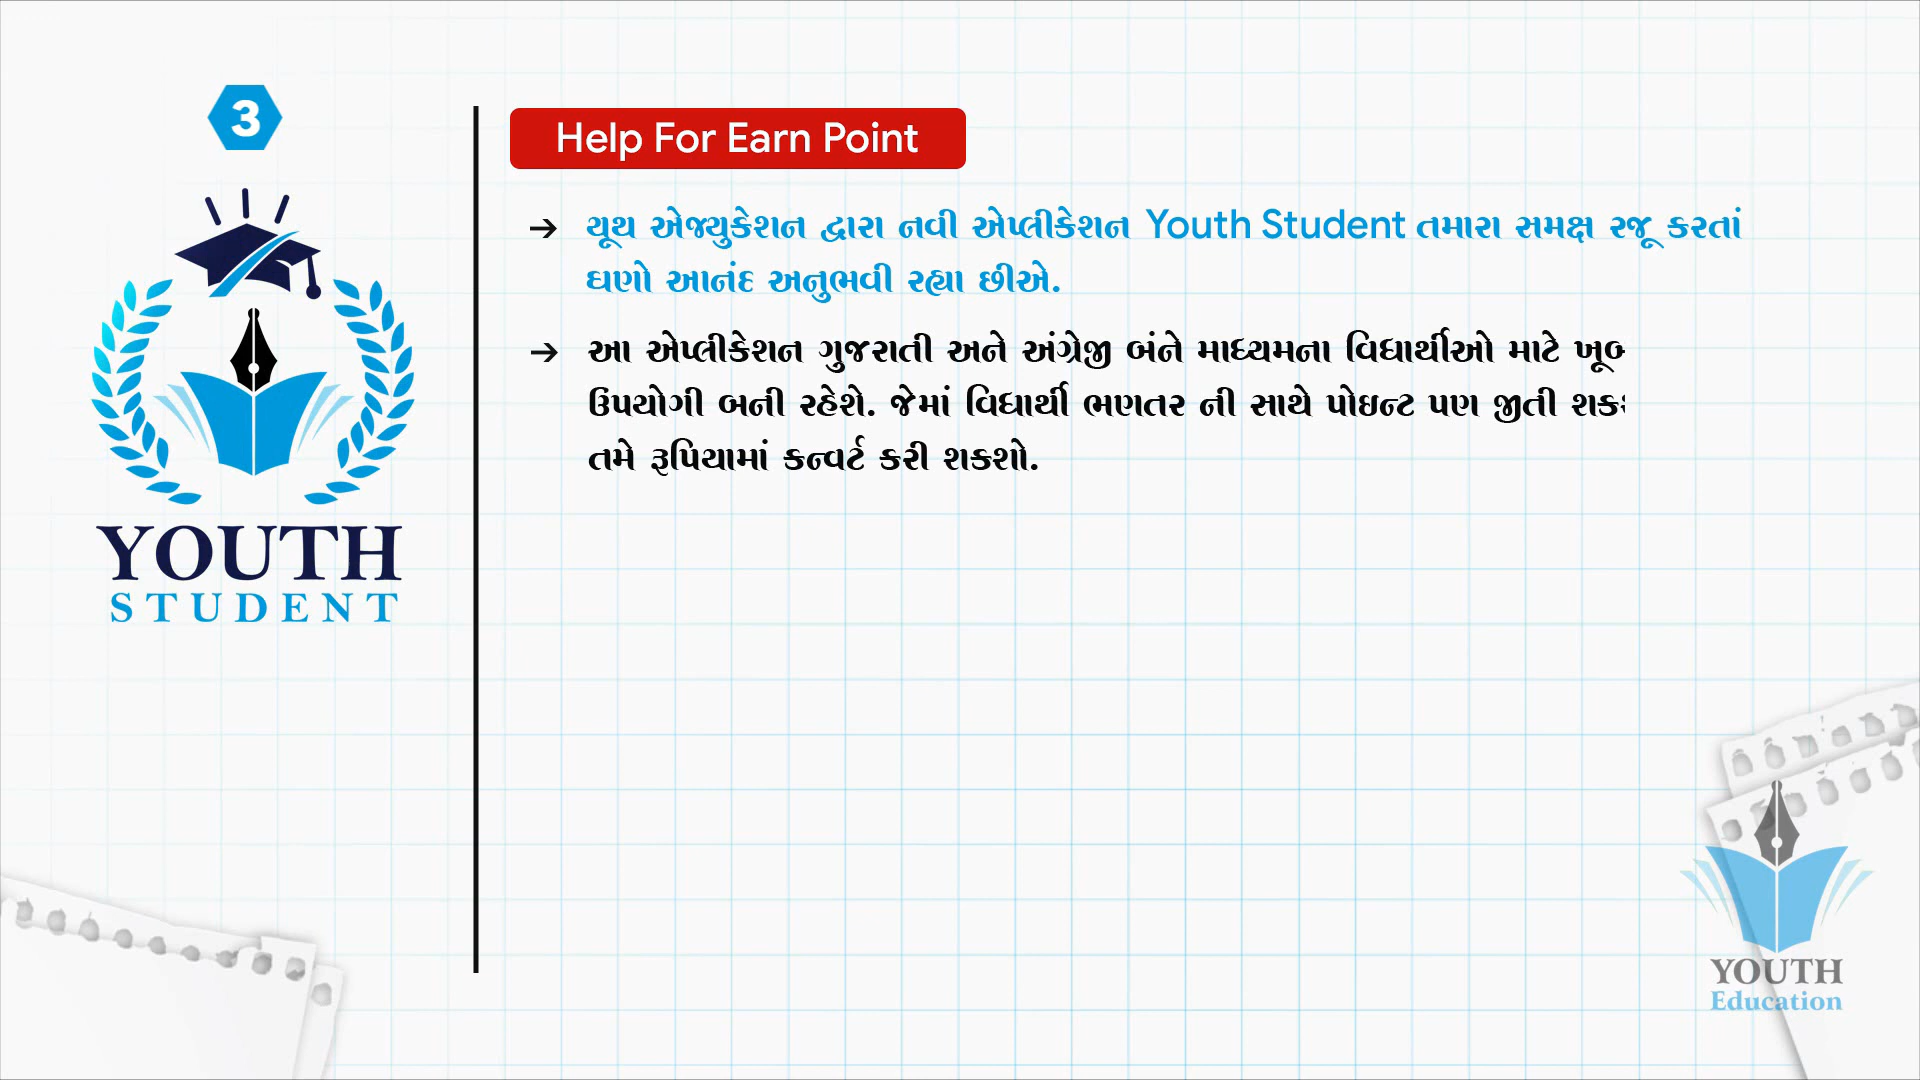 3
YOUTH
STUDENT
Help For Earn Point
➔ યૂથ એજ્યુકેશન દ્વારા નવી એપ્લીકેશન Youth Student તમારા સમક્ષ રજૂ કરતાં
ઘણો આનંદ અનુભવી રહ્યા છીએ.
➔ આ એપ્લીકેશન ગુજરાતી અને અંગ્રેજી બંને માધ્યમના વિદ્યાર્થીઓ માટે
ઉપયોગી બની રહેશે. જેમાં વિદ્યાર્થી ભણતર ની સાથે પોઇન્ટ પણ જીતી
તમે રૂપિયામાં કન્વર્ટ કરી શકશો.
YOUTH
Education